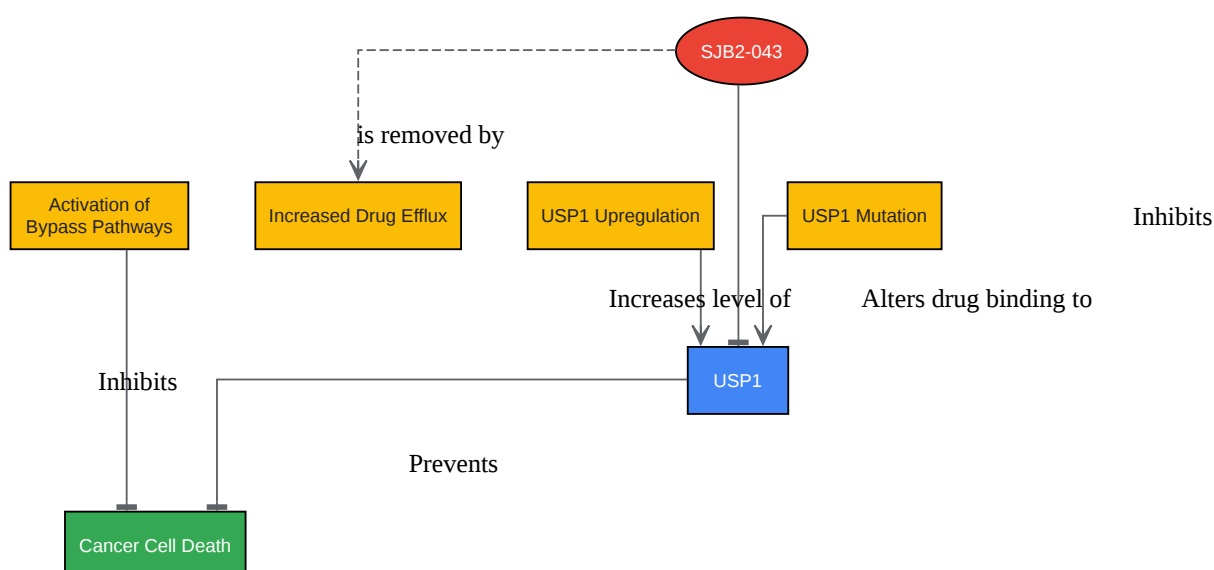 SJB2-043
is removed by
Activation of
Bypass Pathways
Increased Drug Efflux
USP1 Upregulation
USP1 Mutation
Inhibits
Increases level of
Alters drug binding to
Inhibits
USP1
Prevents
Cancer Cell Death